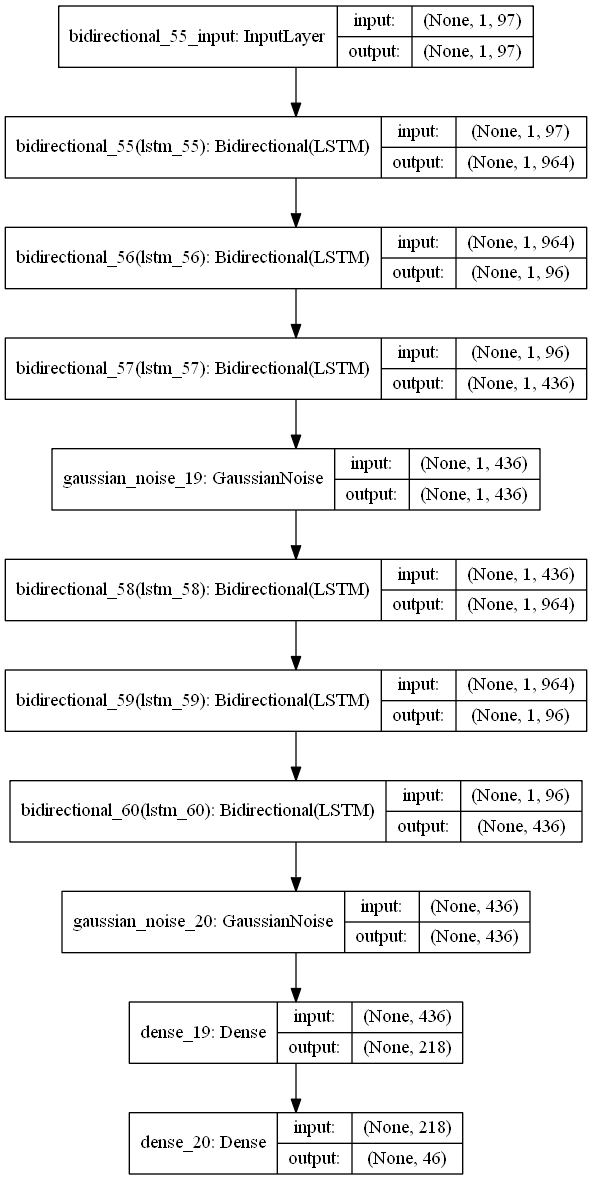 bidirectional_55_input: InputLayer
input: (None, 1, 97)
output: (None, 1, 97)
bidirectional_55(lstm_55): Bidirectional(LSTM)
input: (None, 1, 97)
output: (None, 1, 964)
bidirectional_56(lstm_56): Bidirectional(LSTM)
input: (None, 1, 964)
output: (None, 1, 96)
bidirectional_57(lstm_57): Bidirectional(LSTM)
input: (None, 1, 96)
output: (None, 1, 436)
gaussian_noise_19: GaussianNoise
input: (None, 1, 436)
output: (None, 1, 436)
bidirectional_58(lstm_58): Bidirectional(LSTM)
input: (None, 1, 436)
output: (None, 1, 964)
bidirectional_59(lstm_59): Bidirectional(LSTM)
input: (None, 1, 964)
output: (None, 1, 96)
bidirectional_60(lstm_60): Bidirectional(LSTM)
input: (None, 1, 96)
output: (None, 436)
gaussian_noise_20: GaussianNoise
input: (None, 436)
output: (None, 436)
dense_19: Dense
input: (None, 436)
output: (None, 218)
dense_20: Dense
input: (None, 218)
output: (None, 46)